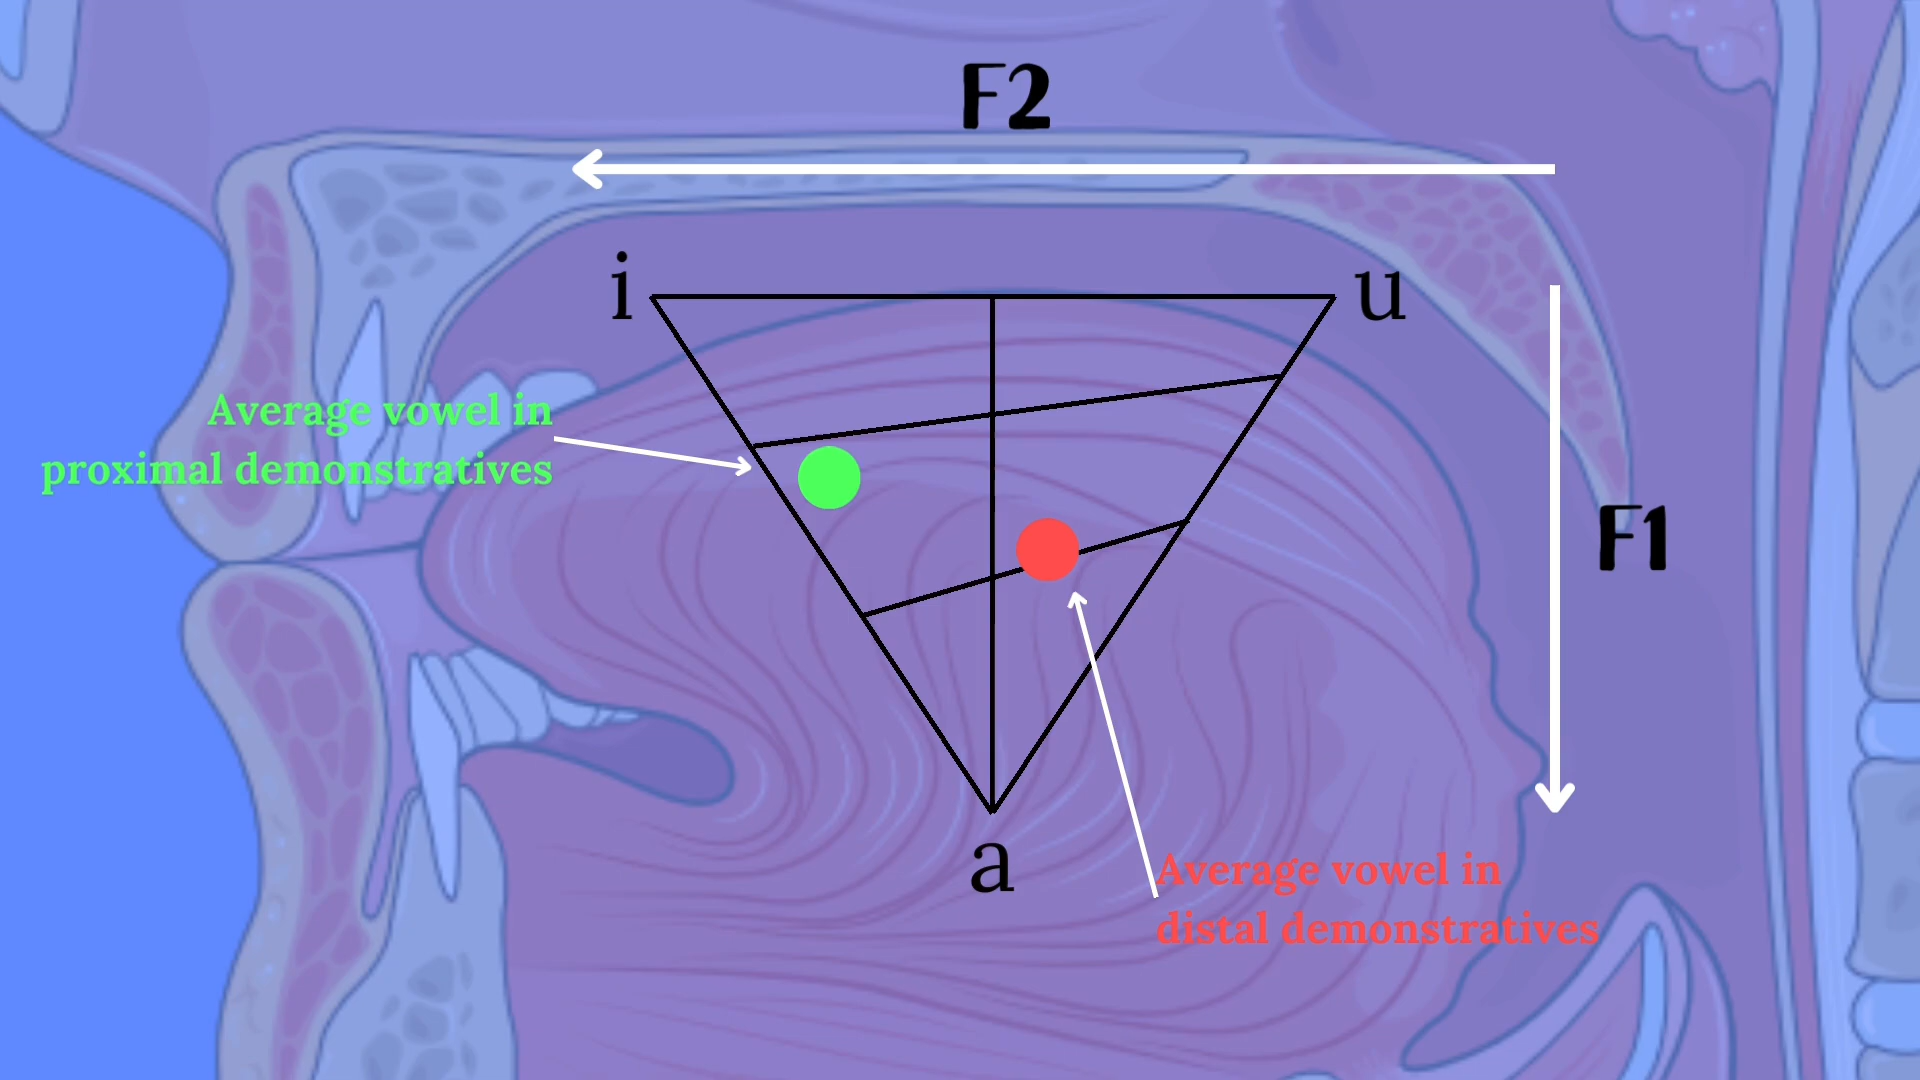 F2
i
u
Average vowel in
proximal demonstratives
F1
a
Average vowel in
distal demonstratives